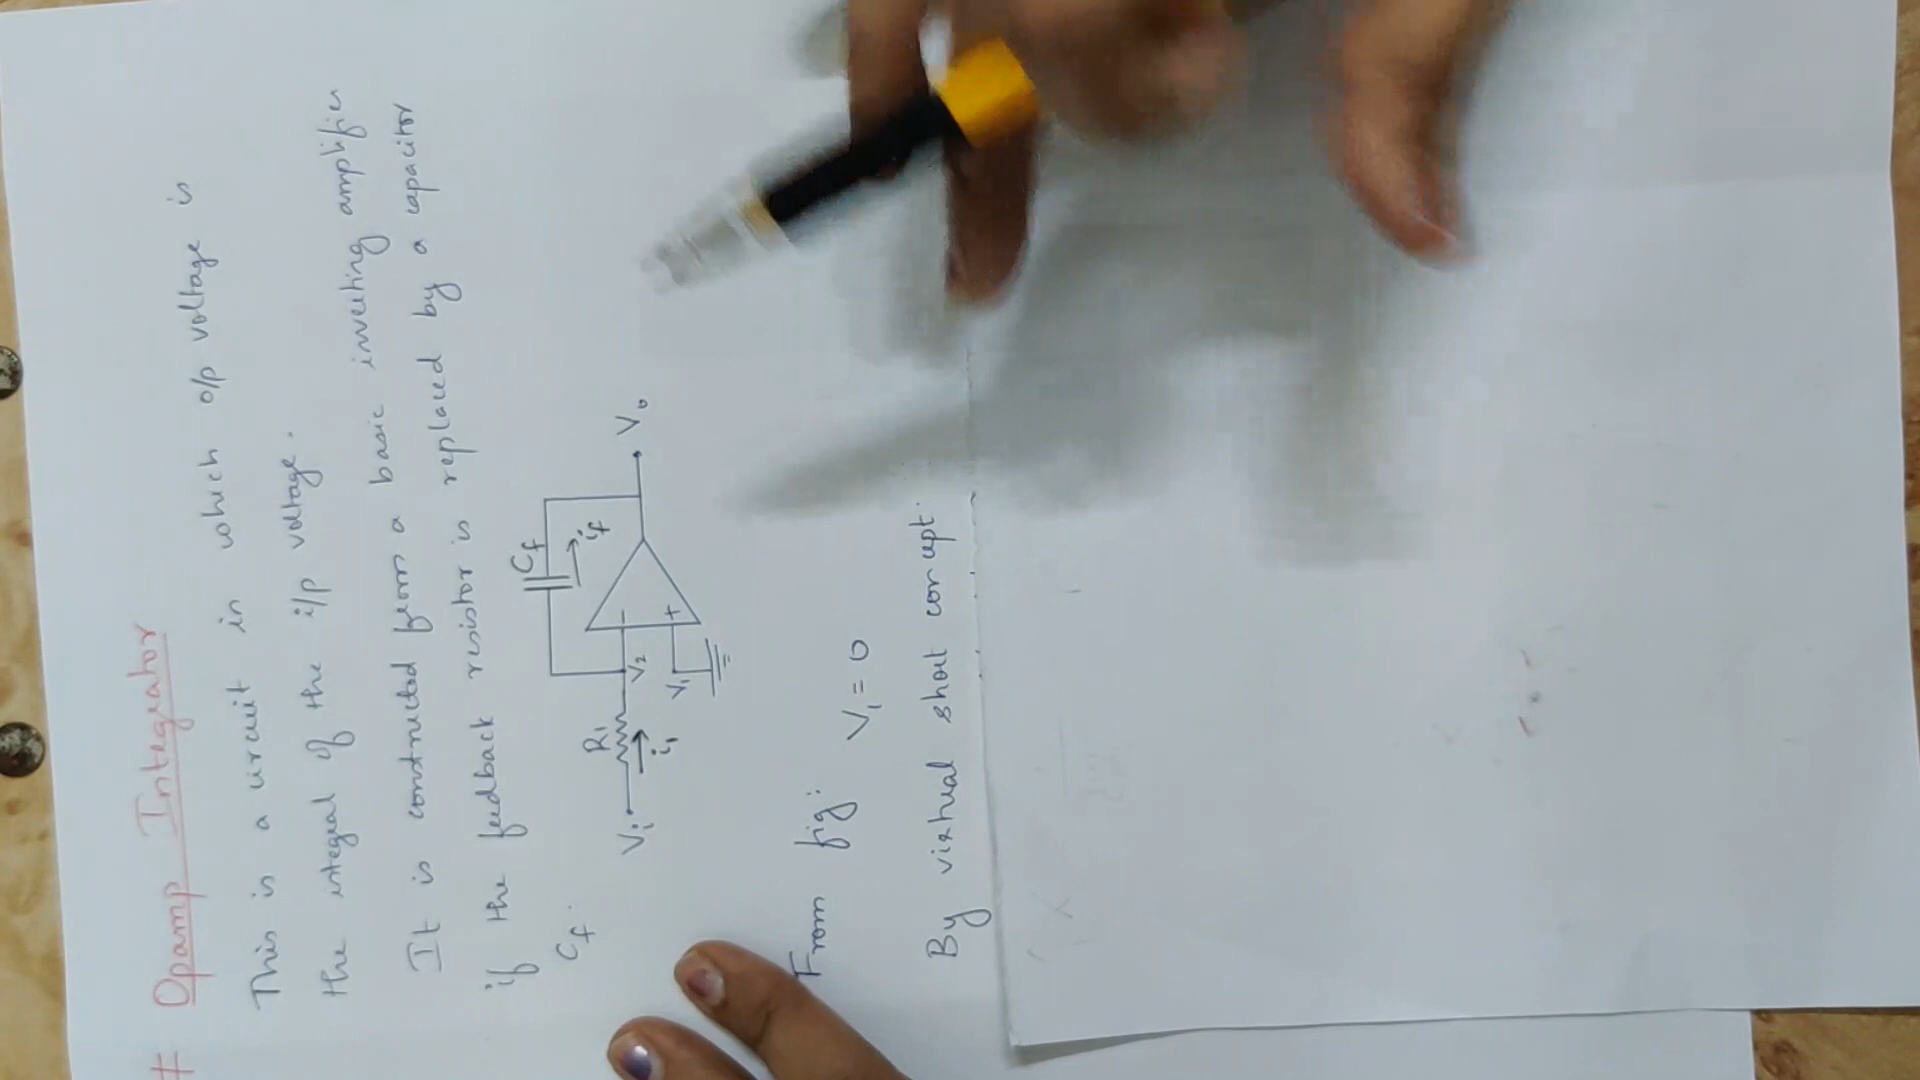 # Opamp Integrator
This is a circuit in which o/p voltage is
the integral of the i/p voltage.
It is constructed from a basic inverting amplifier
if the feedback resistor is replaced by a capacitor
Cf.
Cf
if
R1
i1
Vi
V2
V1
−
+
Vo
From fig: V1 = 0
By virtual short concept.